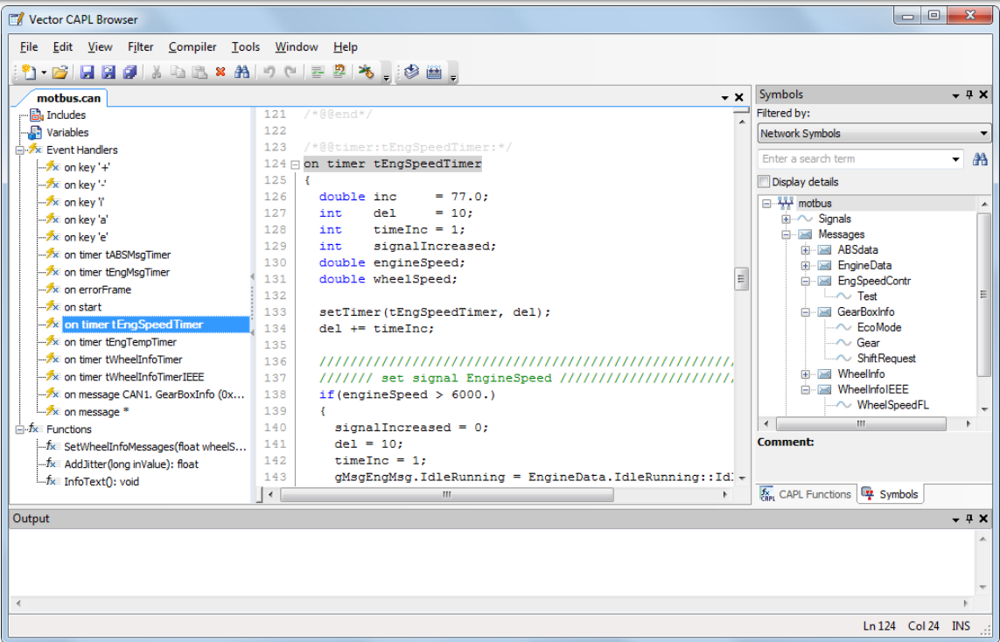 Vector CAPL Browser
File Edit View Filter Compiler Tools Window Help
motbus.can
Includes
Variables
Event Handlers
on key '+'
on key '-'
on key 'i'
on key 'a'
on key 'e'
on timer tABSMsgTimer
on timer tEngMsgTimer
on errorFrame
on start
on timer tEngSpeedTimer
on timer tEngTempTimer
on timer tWheelInfoTimer
on timer tWheelInfoTimerIEEE
on message CAN1. GearBoxInfo (0x...
on message *
Functions
SetWheelInfoMessages(float wheelS...
AddJitter(long inValue): float
InfoText(): void
121 /*@@end*/
122
123 /*@@timer:tEngSpeedTimer:*/
124 on timer tEngSpeedTimer
125 {
126 double inc = 77.0;
127 int del = 10;
128 int timeInc = 1;
129 int signalIncreased;
130 double engineSpeed;
131 double wheelSpeed;
132
133 setTimer(tEngSpeedTimer, del);
134 del += timeInc;
135
136 //////////////////////////////////////////////////////
137 /////// set signal EngineSpeed ///////////////////////
138 if(engineSpeed > 6000.)
139 {
140 signalIncreased = 0;
141 del = 10;
142 timeInc = 1;
143 gMsgEngMsg.IdleRunning = EngineData.IdleRunning::Idl
Symbols
Filtered by:
Network Symbols
Enter a search term
Display details
motbus
Signals
Messages
ABSdata
EngineData
EngSpeedContr
Test
GearBoxInfo
EcoMode
Gear
ShiftRequest
WheelInfo
WheelInfoIEEE
WheelSpeedFL
Comment:
fx CAPL CAPL Functions Symbols
Output
Ln 124 Col 24 INS